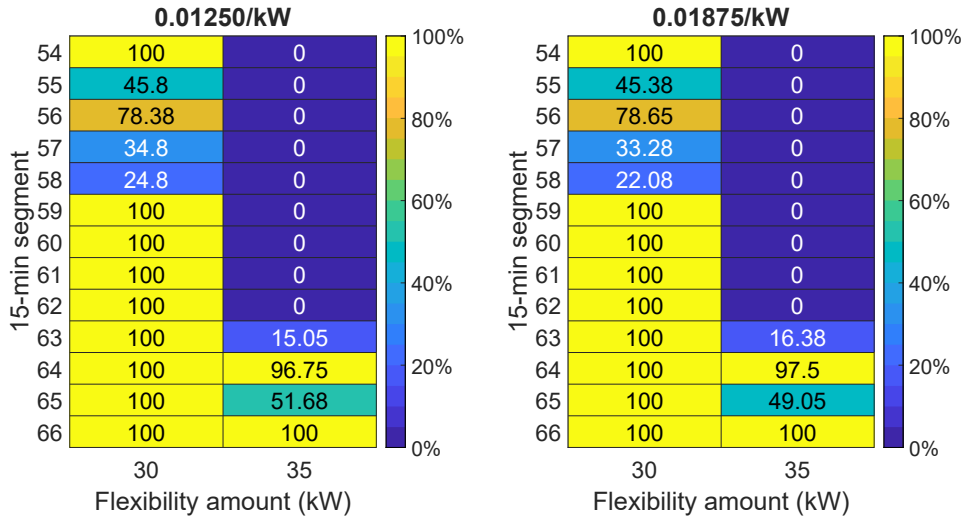 0.01250/kW
15-min segment
54 100 0 100%
55 45.8 0
56 78.38 0 80%
57 34.8 0
58 24.8 0 60%
59 100 0
60 100 0
61 100 0 40%
62 100 0
63 100 15.05
64 100 96.75 20%
65 100 51.68
66 100 100 0%
30 35
Flexibility amount (kW)
0.01875/kW
15-min segment
54 100 0 100%
55 45.38 0
56 78.65 0 80%
57 33.28 0
58 22.08 0 60%
59 100 0
60 100 0
61 100 0 40%
62 100 0
63 100 16.38
64 100 97.5 20%
65 100 49.05
66 100 100 0%
30 35
Flexibility amount (kW)